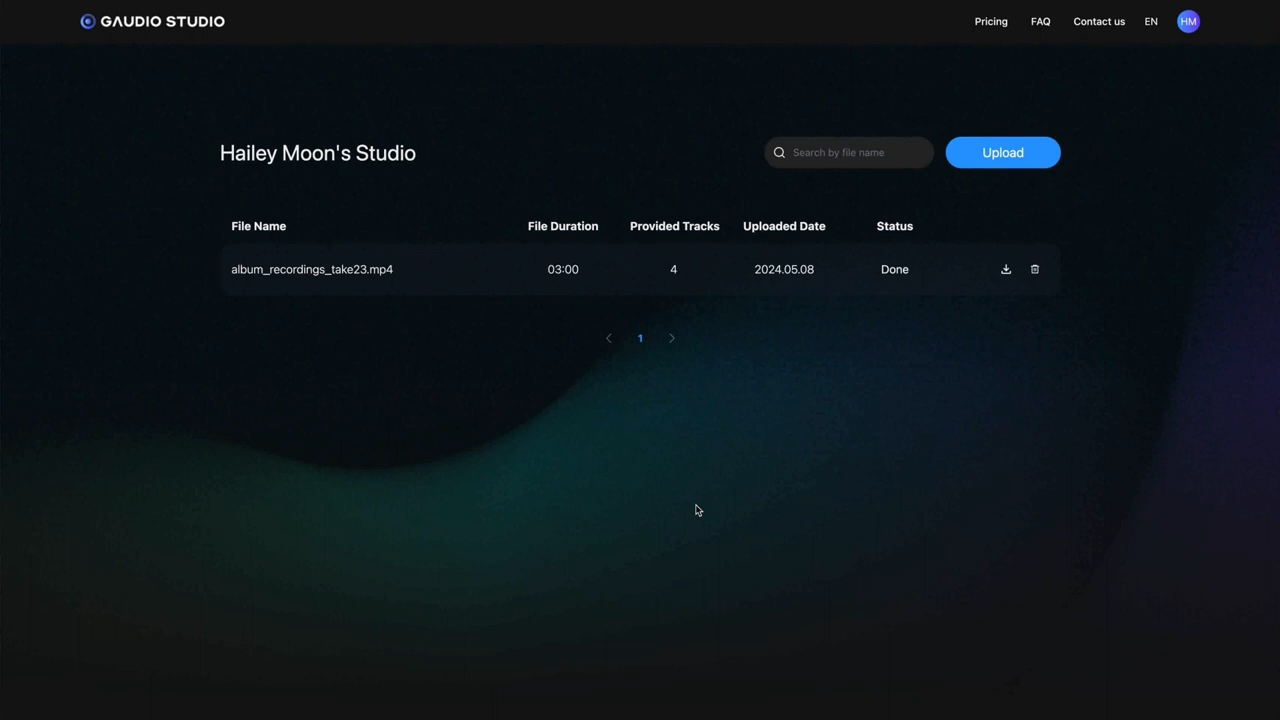 GAUDIO STUDIO
Pricing FAQ Contact us EN HM
Hailey Moon's Studio
Search by file name
Upload
File Name File Duration Provided Tracks Uploaded Date Status
album_recordings_take23.mp4 03:00 4 2024.05.08 Done
1